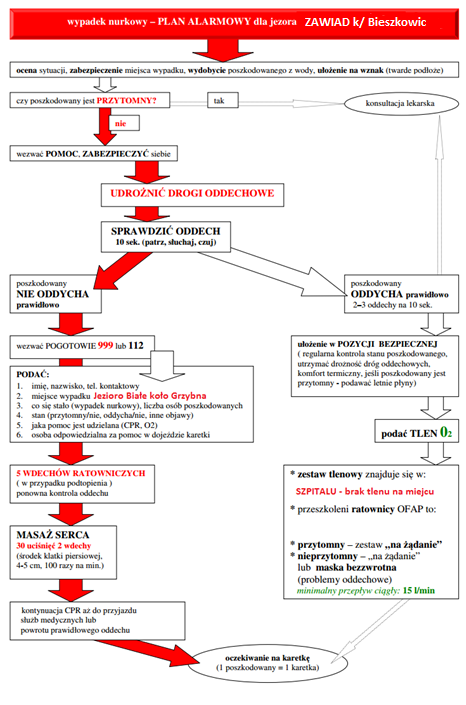 wypadek nurkowy – PLAN ALARMOWY dla jezora ZAWIAD k/ Bieszkowic
ocena sytuacji, zabezpieczenie miejsca wypadku, wydobycie poszkodowanego z wody, ułożenie na wznak (twarde podłoże)
czy poszkodowany jest PRZYTOMNY?
tak
konsultacja lekarska
nie
wezwać POMOC, ZABEZPIECZYĆ siebie
UDROŻNIĆ DROGI ODDECHOWE
SPRAWDZIĆ ODDECH
10 sek. (patrz, słuchaj, czuj)
poszkodowany
NIE ODDYCHA
prawidłowo
poszkodowany
ODDYCHA prawidłowo
2–3 oddechy na 10 sek.
wezwać POGOTOWIE 999 lub 112
PODAĆ:
1. imię, nazwisko, tel. kontaktowy
2. miejsce wypadku Jezioro Białe koło Grzybna
3. co się stało (wypadek nurkowy), liczba osób poszkodowanych
4. stan (przytomny/nie, oddycha/nie, inne objawy)
5. jaka pomoc jest udzielana (CPR, O2)
6. osoba odpowiedzialna za pomoc w dojeździe karetki
ułożenie w POZYCJI BEZPIECZNEJ
( regularna kontrola stanu poszkodowanego,
utrzymać drożność dróg oddechowych,
komfort termiczny, jeśli poszkodowany jest
przytomny - podawać letnie płyny)
podać TLEN O2
5 WDECHÓW RATOWNICZYCH
( w przypadku podtopienia )
ponowna kontrola oddechu
* zestaw tlenowy znajduje się w:
SZPITALU - brak tlenu na miejcu
* przeszkoleni ratownicy OFAP to:
* przytomny – zestaw „na żądanie”
* nieprzytomny – „na żądanie”
lub maska bezzwrotna
(problemy oddechowe)
minimalny przepływ ciągły: 15 l/min
MASAŻ SERCA
30 uciśnięć 2 wdechy
(środek klatki piersiowej,
4-5 cm, 100 razy na min.)
kontynuacja CPR aż do przyjazdu
służb medycznych lub
powrotu prawidłowego oddechu
oczekiwanie na karetkę
(1 poszkodowany = 1 karetka)